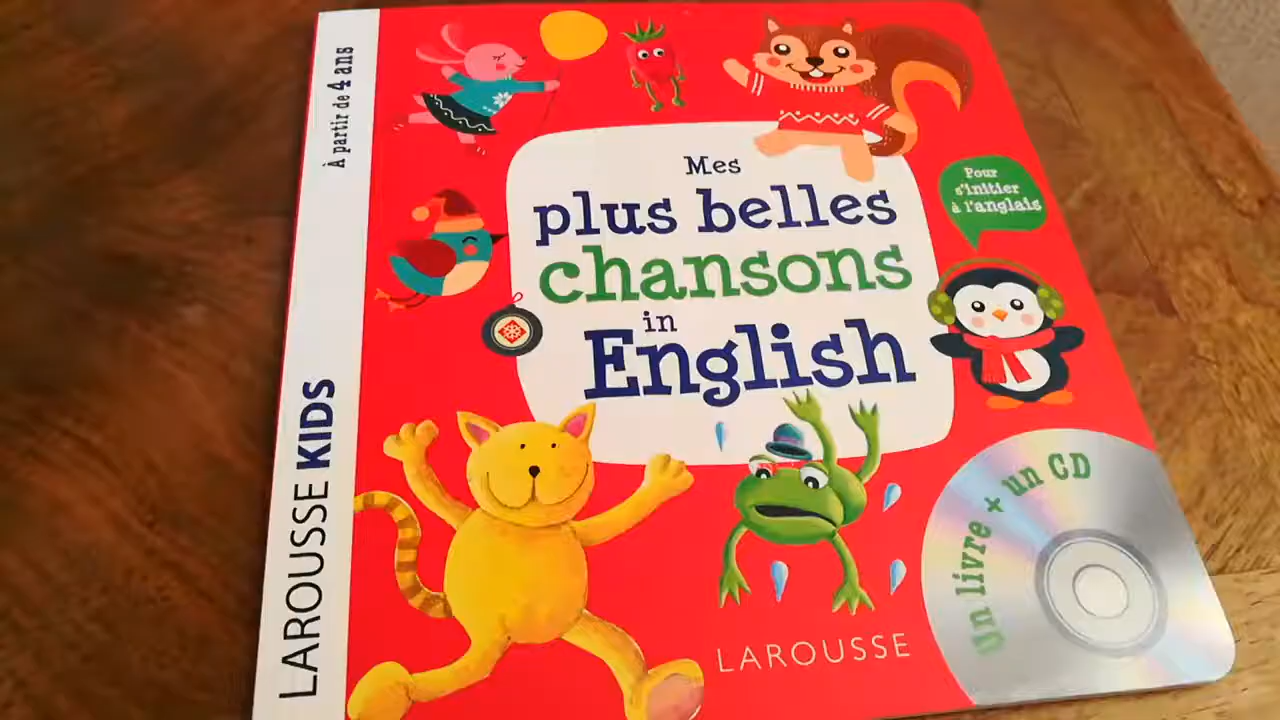 À partir de 4 ans
LAROUSSE KIDS
Mes
plus belles
chansons
in
English
Pour
s'initier
à l'anglais
Un livre + un CD
LAROUSSE